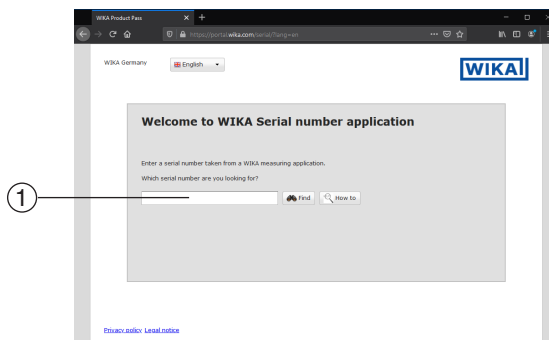 WIKA Product Pass
https://portal.wika.com/serial/?lang=en
WIKA Germany
English
WIKA
Welcome to WIKA Serial number application
Enter a serial number taken from a WIKA measuring application.
Which serial number are you looking for?
1
Find
How to
Privacy policy Legal notice